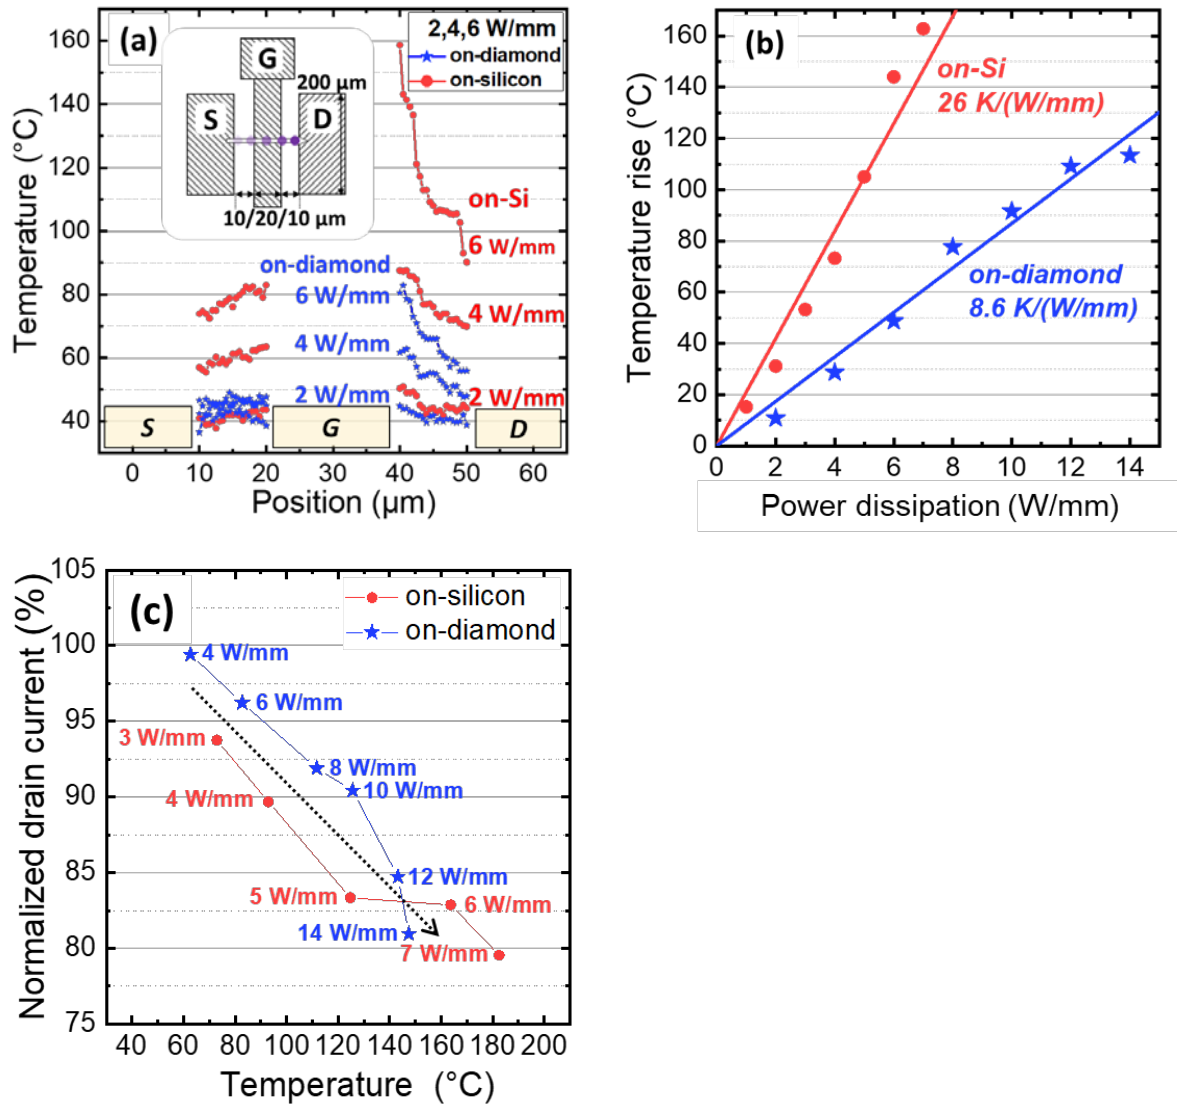 (a)
2,4,6 W/mm
on-diamond
on-silicon
G
200 µm
S
D
10/20/10 µm
on-Si
6 W/mm
on-diamond
6 W/mm
4 W/mm
4 W/mm
2 W/mm
2 W/mm
S
G
D
160
140
120
100
80
60
40
Temperature (°C)
0
10
20
30
40
50
60
Position (µm)
(b)
on-Si
26 K/(W/mm)
on-diamond
8.6 K/(W/mm)
160
140
120
100
80
60
40
20
0
Temperature rise (°C)
0
2
4
6
8
10
12
14
Power dissipation (W/mm)
(c)
on-silicon
on-diamond
4 W/mm
6 W/mm
3 W/mm
8 W/mm
10 W/mm
4 W/mm
12 W/mm
5 W/mm
6 W/mm
14 W/mm
7 W/mm
105
100
95
90
85
80
75
Normalized drain current (%)
40
60
80
100
120
140
160
180
200
Temperature (°C)